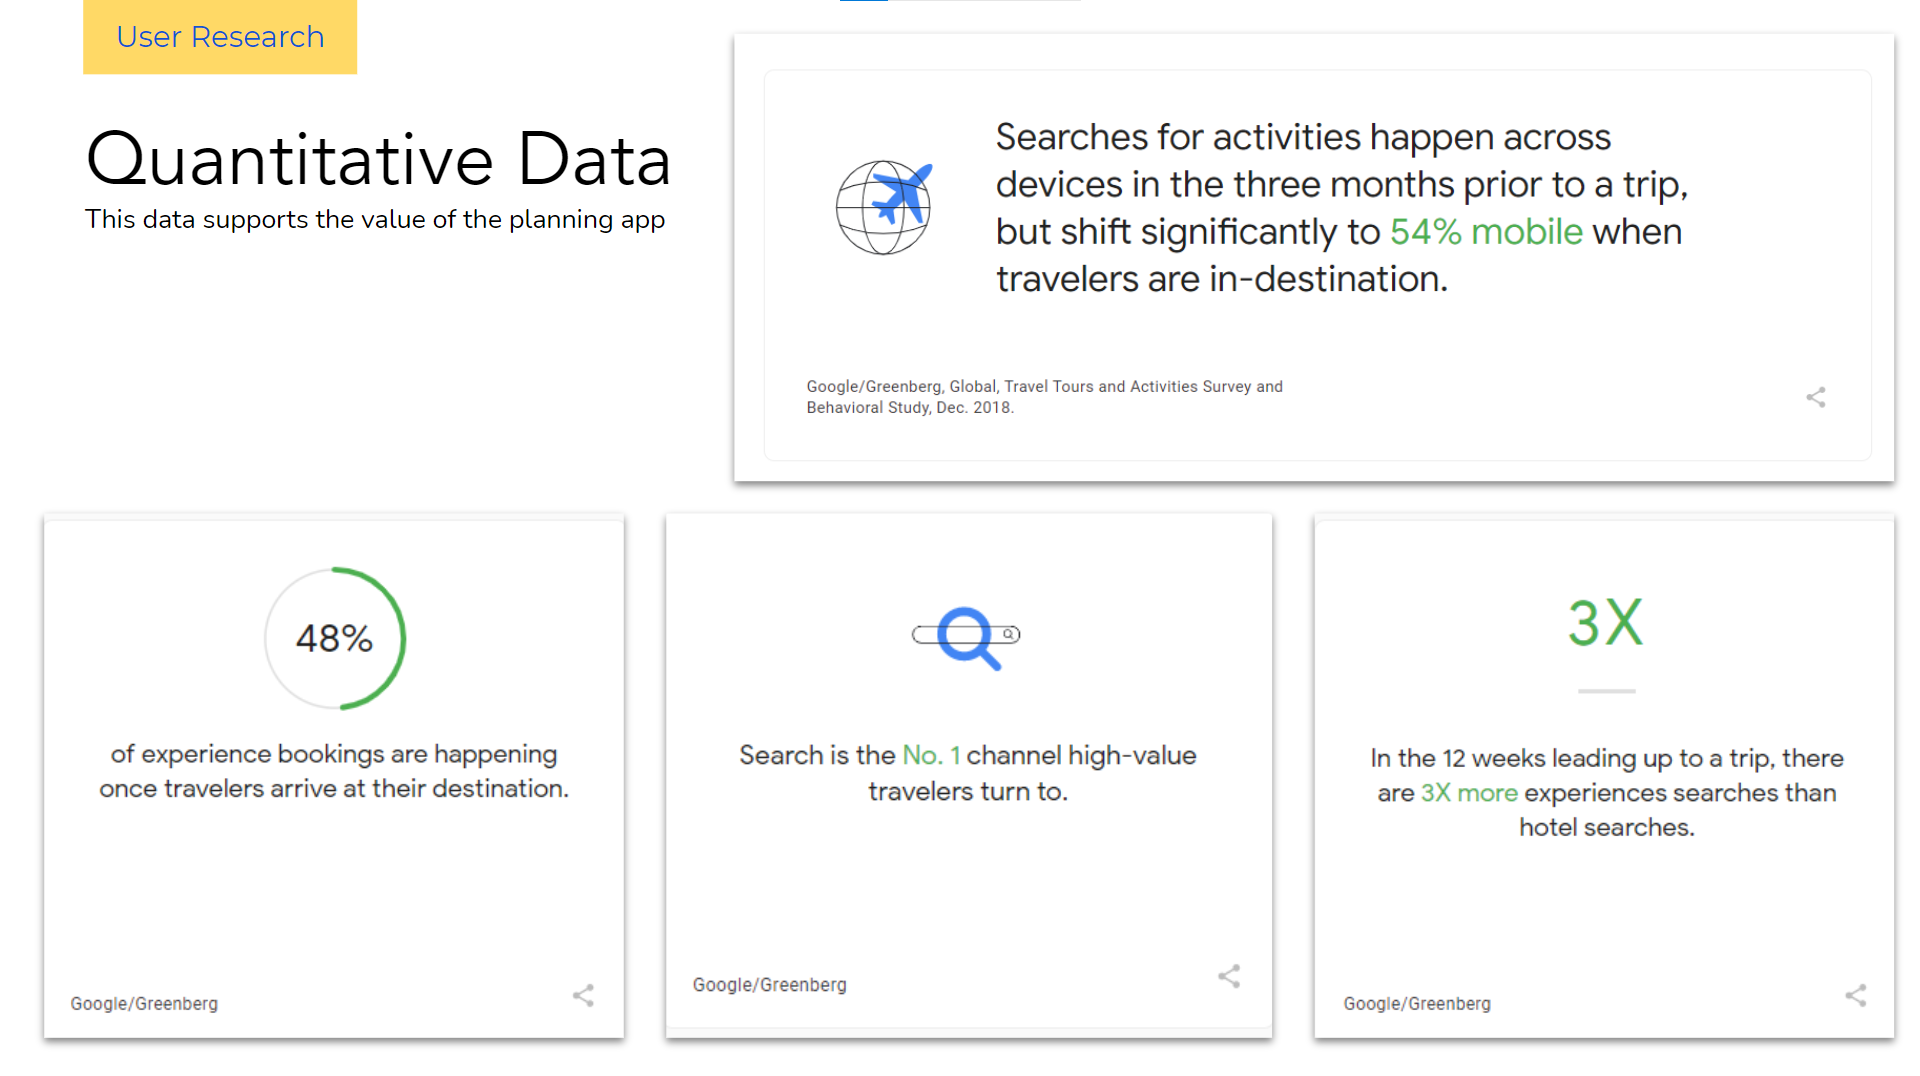 User Research
Quantitative Data
This data supports the value of the planning app
Searches for activities happen across
devices in the three months prior to a trip,
but shift significantly to 54% mobile when
travelers are in-destination.
Google/Greenberg, Global, Travel Tours and Activities Survey and
Behavioral Study, Dec. 2018.
48%
of experience bookings are happening
once travelers arrive at their destination.
Google/Greenberg
Search is the No. 1 channel high-value
travelers turn to.
Google/Greenberg
3X
In the 12 weeks leading up to a trip, there
are 3X more experiences searches than
hotel searches.
Google/Greenberg